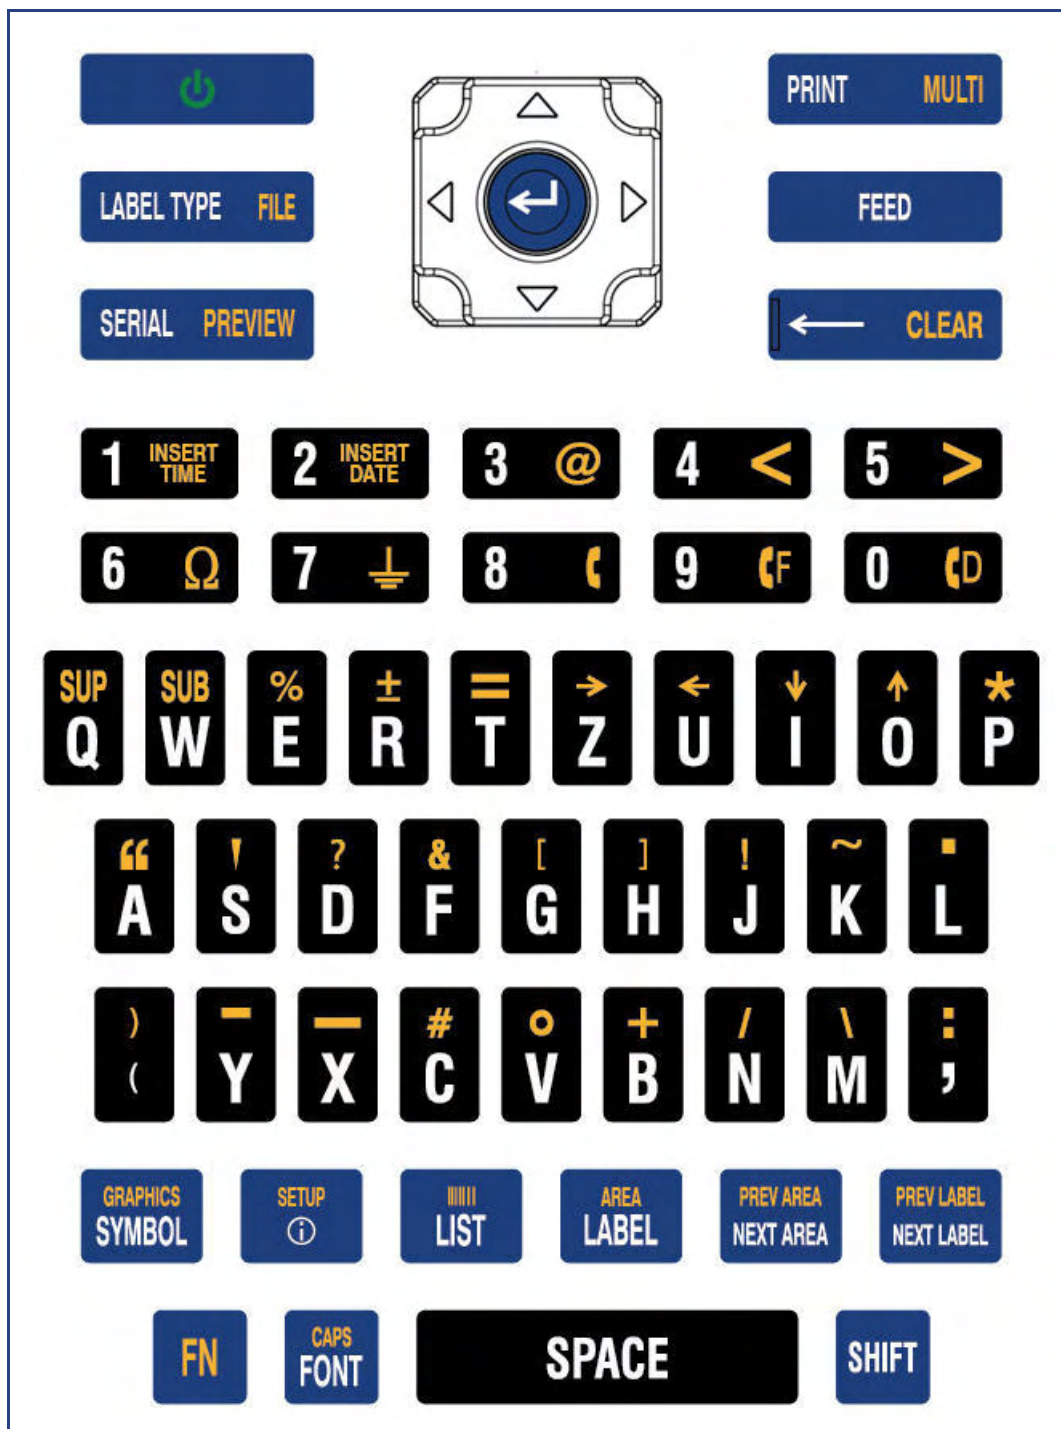 PRINT MULTI
LABEL TYPE FILE
FEED
SERIAL PREVIEW
← CLEAR
1 INSERT TIME 2 INSERT DATE 3 @ 4 < 5 >
6 Ω 7 ⏚ 8 9 F 0 D
SUP SUB % ± = → ← ↓ ↑ *
Q W E R T Z U I O P
“ ' ? & [ ] ! ~ .
A S D F G H J K L
) - — # ° + / \ :
( Y X C V B N M ,
GRAPHICS SETUP AREA PREV AREA PREV LABEL
SYMBOL LIST LABEL NEXT AREA NEXT LABEL
CAPS
FN FONT SPACE SHIFT